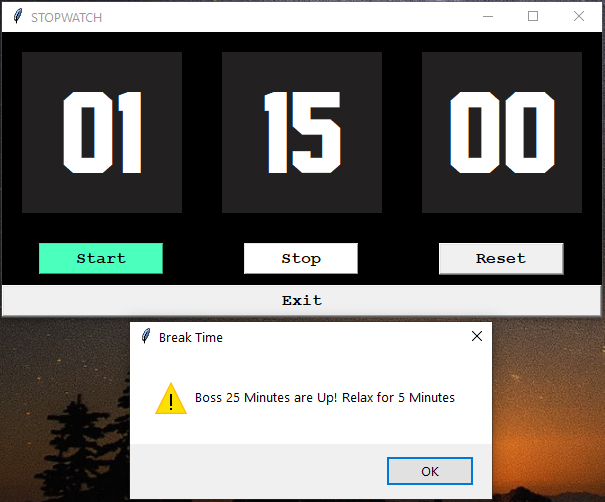 STOPWATCH
01 15 00
Start Stop Reset
Exit
Break Time
Boss 25 Minutes are Up! Relax for 5 Minutes
OK